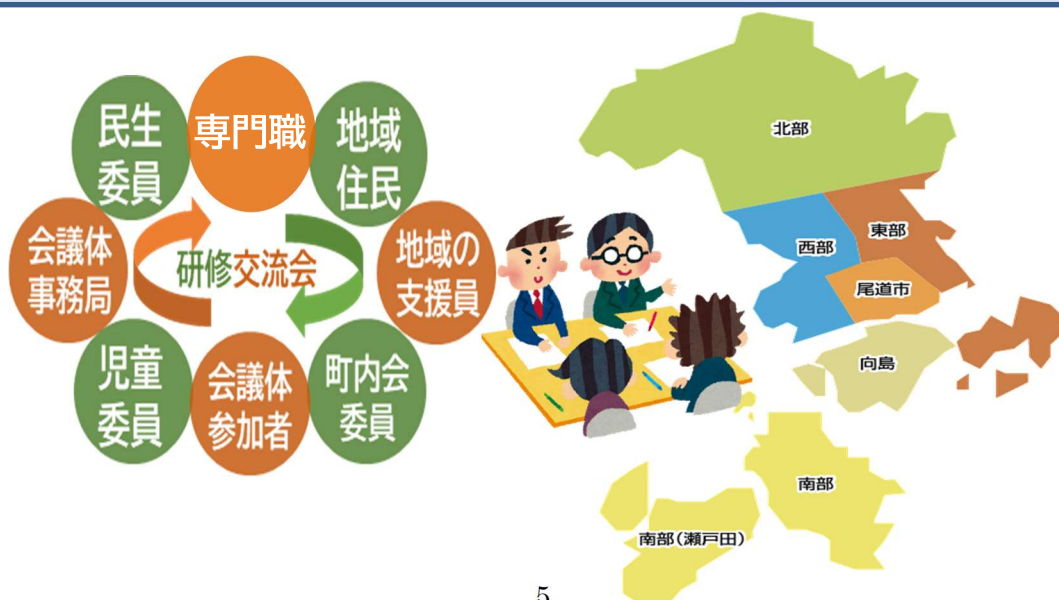 専門職
地域
住民
地域の
支援員
町内会
委員
会議体
参加者
児童
委員
会議体
事務局
民生
委員
研修交流会
北部
西部
東部
尾道市
向島
南部
南部(瀬戸田)
5